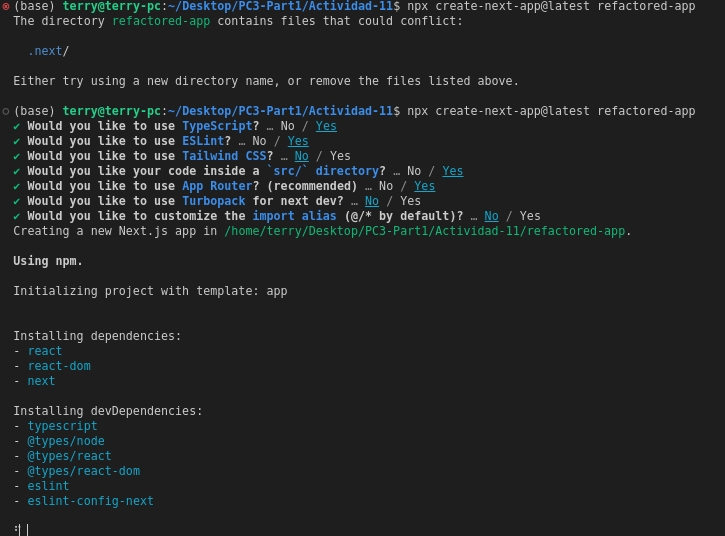 (base) terry@terry-pc:~/Desktop/PC3-Part1/Actividad-11$ npx create-next-app@latest refactored-app
The directory refactored-app contains files that could conflict:
.next/
Either try using a new directory name, or remove the files listed above.
(base) terry@terry-pc:~/Desktop/PC3-Part1/Actividad-11$ npx create-next-app@latest refactored-app
✔ Would you like to use TypeScript? … No / Yes
✔ Would you like to use ESLint? … No / Yes
✔ Would you like to use Tailwind CSS? … No / Yes
✔ Would you like your code inside a `src/` directory? … No / Yes
✔ Would you like to use App Router? (recommended) … No / Yes
✔ Would you like to use Turbopack for next dev? … No / Yes
✔ Would you like to customize the import alias (@/* by default)? … No / Yes
Creating a new Next.js app in /home/terry/Desktop/PC3-Part1/Actividad-11/refactored-app.
Using npm.
Initializing project with template: app
Installing dependencies:
- react
- react-dom
- next
Installing devDependencies:
- typescript
- @types/node
- @types/react
- @types/react-dom
- eslint
- eslint-config-next